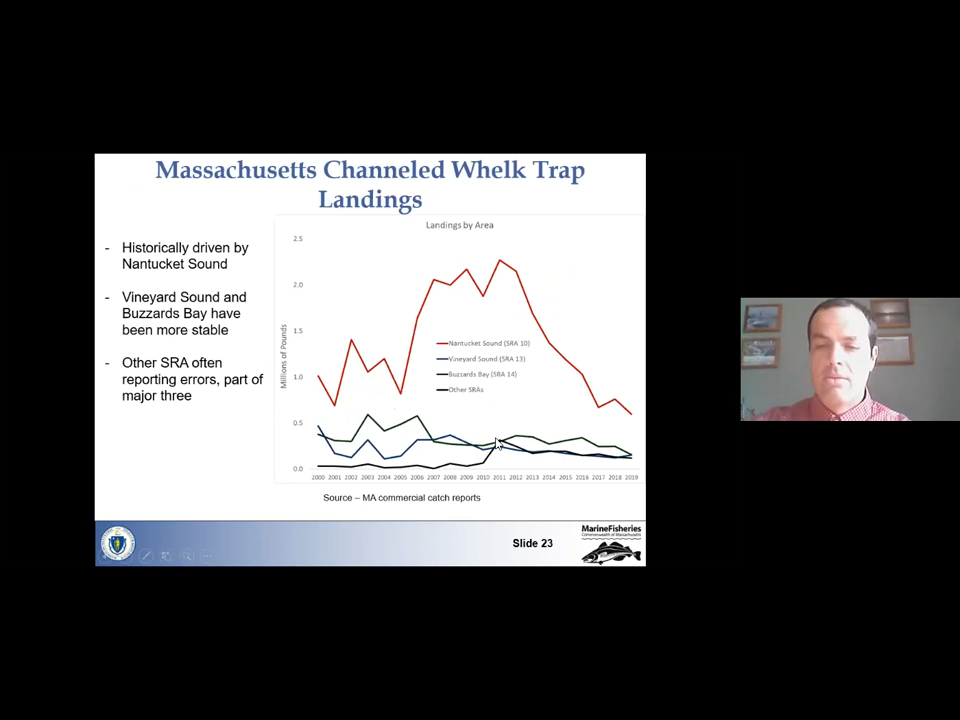 Massachusetts Channeled Whelk Trap
Landings
- Historically driven by
Nantucket Sound
- Vineyard Sound and
Buzzards Bay have
been more stable
- Other SRA often
reporting errors, part of
major three
Landings by Area
Millions of Pounds
2.5
2.0
1.5
1.0
0.5
0.0
Nantucket Sound (SRA 10)
Vineyard Sound (SRA 13)
Buzzards Bay (SRA 14)
Other SRAs
2000 2001 2002 2003 2004 2005 2006 2007 2008 2009 2010 2011 2012 2013 2014 2015 2016 2017 2018 2019
Source – MA commercial catch reports
Slide 23
MarineFisheries
Commonwealth of Massachusetts